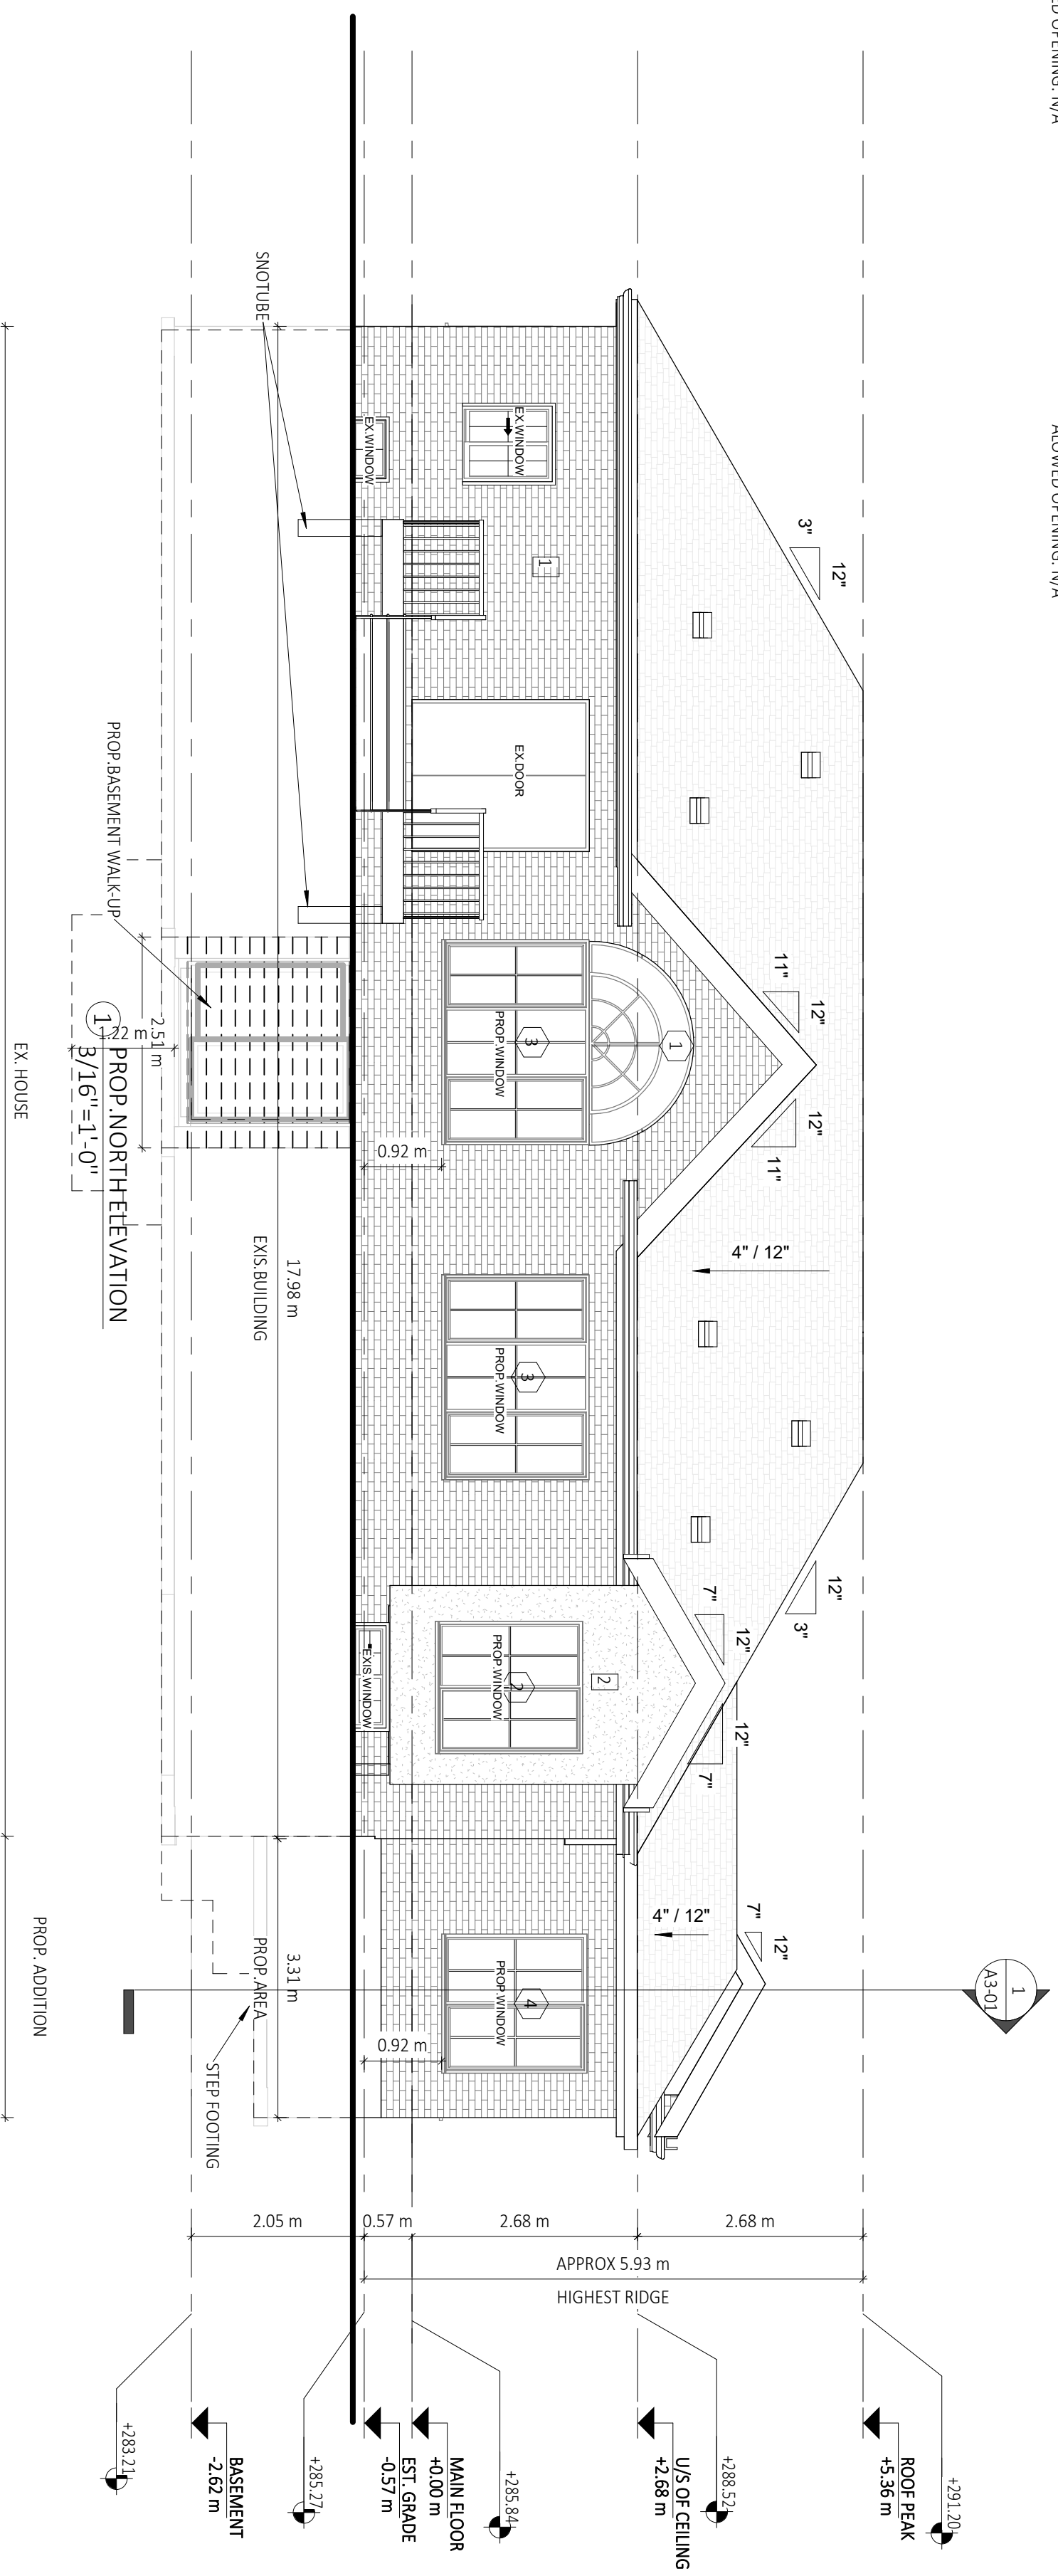 ALOWED OPENING: N/A
3"
12"
11"
12"
12"
11"
4" / 12"
12"
3"
7"
12"
12"
7"
4" / 12"
7"
12"
1
A3-01
EX.WINDOW
EX.WINDOW
1
EX.DOOR
1
3
PROP.WINDOW
0.92 m
3
PROP.WINDOW
2
2
PROP.WINDOW
EXIS.WINDOW
4
PROP.WINDOW
0.92 m
SNOTUBE
PROP.BASEMENT WALK-UP
2.51 m
1.22 m
17.98 m
EXIS.BUILDING
3.31 m
PROP.AREA
STEP FOOTING
EX. HOUSE
PROP. ADDITION
1
PROP.NORTH ELEVATION
3/16"=1'-0"
2.68 m
2.68 m
0.57 m
2.05 m
APPROX 5.93 m
HIGHEST RIDGE
+291.20
ROOF PEAK
+5.36 m
+288.52
U/S OF CEILING
+2.68 m
+285.84
MAIN FLOOR
+0.00 m
EST. GRADE
-0.57 m
+285.27
BASEMENT
-2.62 m
+283.21